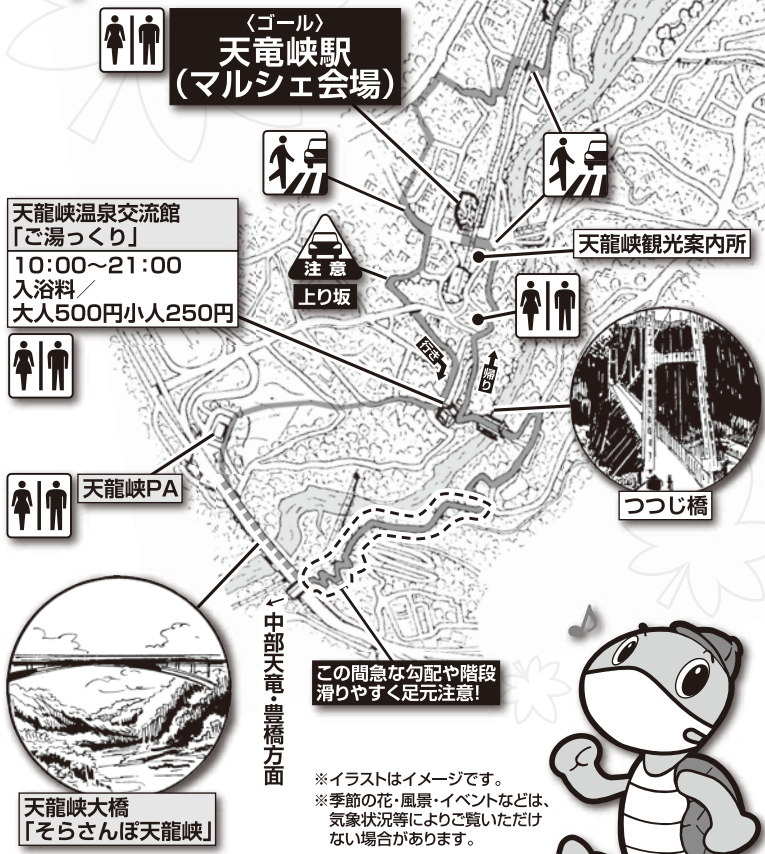 〈ゴール〉
天竜峡駅
(マルシェ会場)
天龍峡温泉交流館
「ご湯っくり」
10:00～21:00
入浴料／
大人500円小人250円
注意
上り坂
天龍峡観光案内所
行き
帰り
天龍峡PA
つつじ橋
←中部天竜・豊橋方面
この間急な勾配や階段
滑りやすく足元注意!
天龍峡大橋
「そらさんぽ天龍峡」
※イラストはイメージです。
※季節の花・風景・イベントなどは、
気象状況等によりご覧いただけ
ない場合があります。